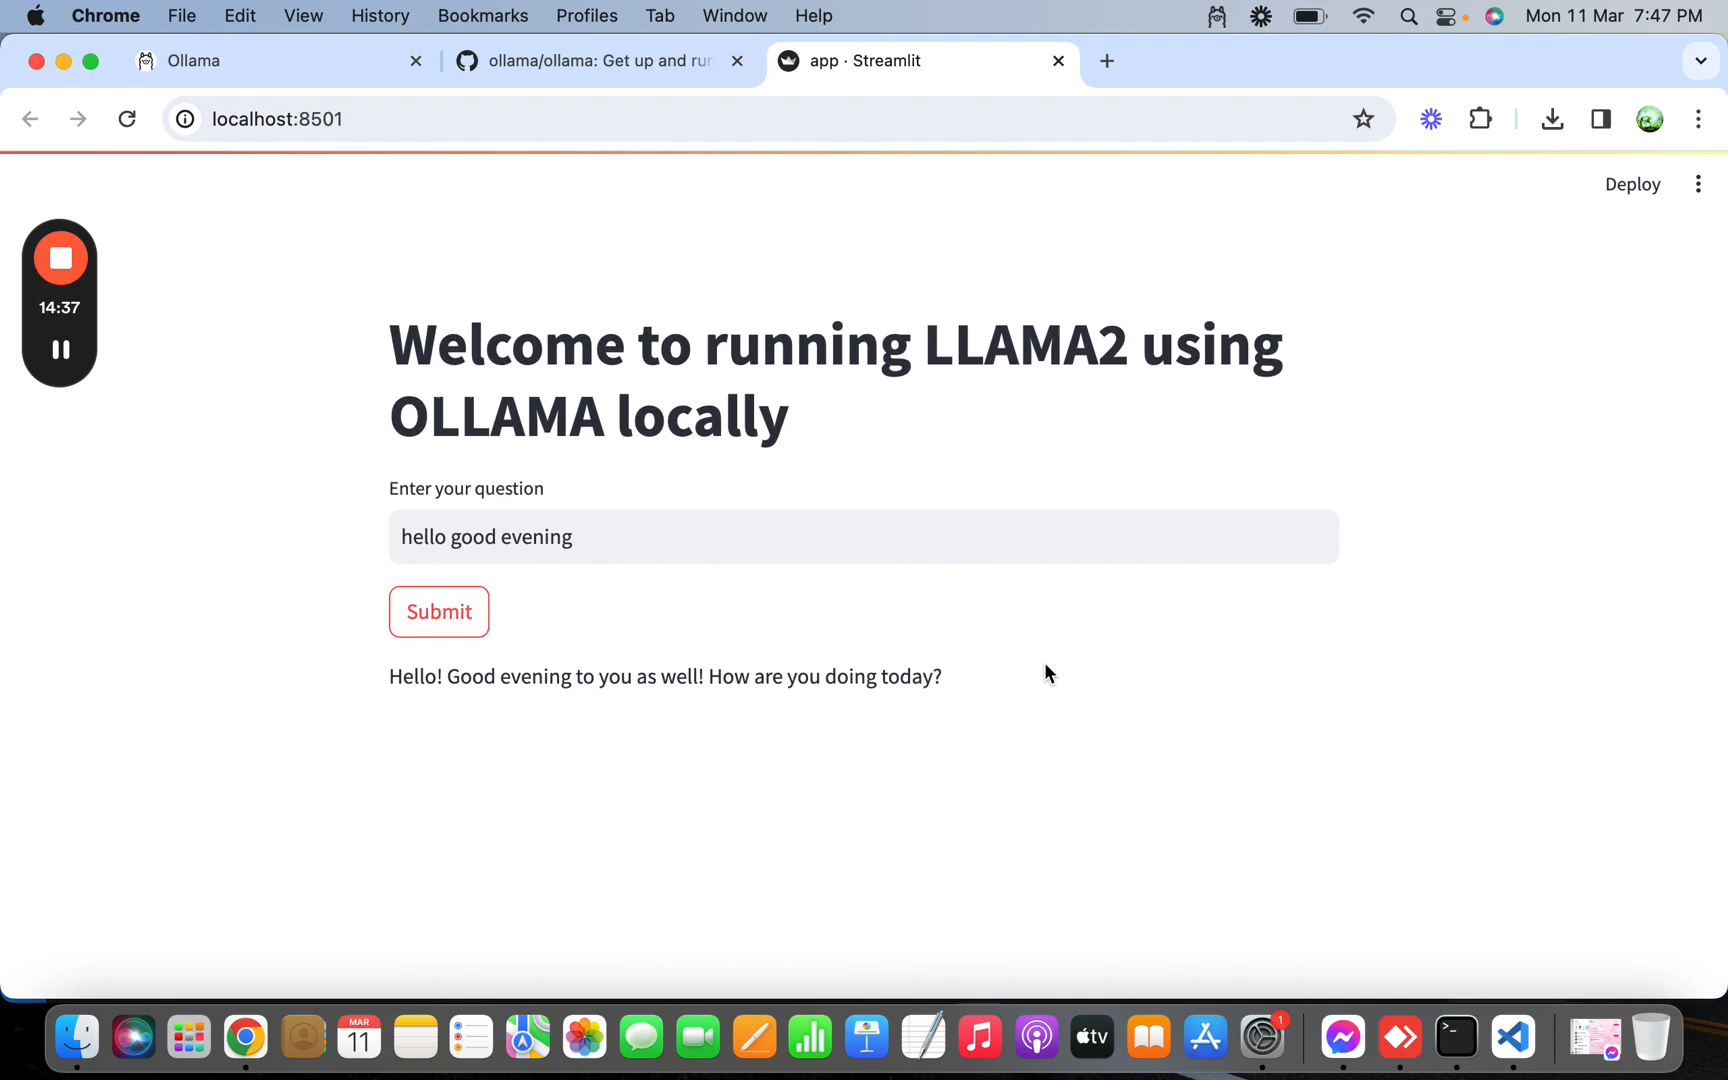 Chrome File Edit View History Bookmarks Profiles Tab Window Help Mon 11 Mar 7:47 PM
Ollama ollama/ollama: Get up and run app · Streamlit
localhost:8501
Deploy
14:37
Welcome to running LLAMA2 using
OLLAMA locally
Enter your question
hello good evening
Submit
Hello! Good evening to you as well! How are you doing today?
MAR
11
tv
1
>_